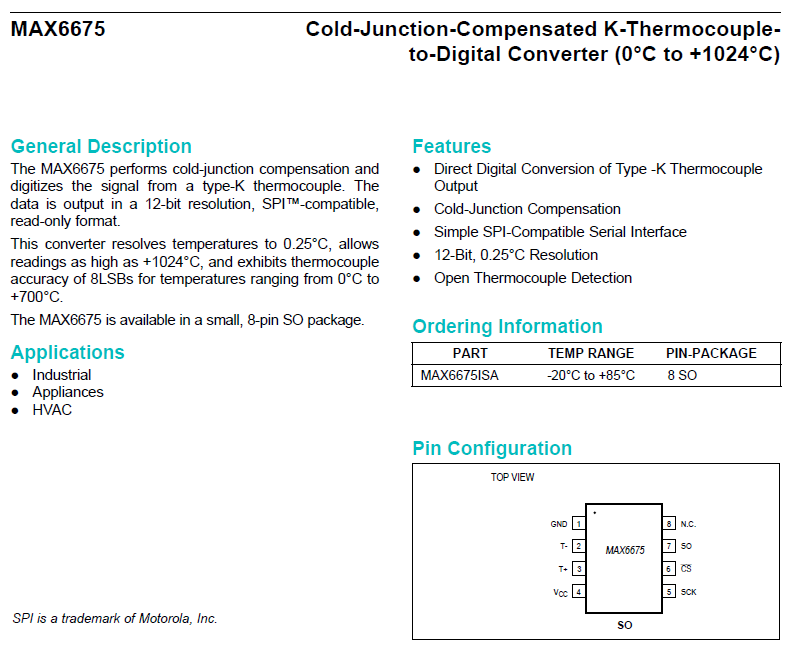 MAX6675
Cold-Junction-Compensated K-Thermocouple-
to-Digital Converter (0°C to +1024°C)
General Description
The MAX6675 performs cold-junction compensation and
digitizes the signal from a type-K thermocouple. The
data is output in a 12-bit resolution, SPI™-compatible,
read-only format.
This converter resolves temperatures to 0.25°C, allows
readings as high as +1024°C, and exhibits thermocouple
accuracy of 8LSBs for temperatures ranging from 0°C to
+700°C.
The MAX6675 is available in a small, 8-pin SO package.
Applications
● Industrial
● Appliances
● HVAC
SPI is a trademark of Motorola, Inc.
Features
● Direct Digital Conversion of Type -K Thermocouple
Output
● Cold-Junction Compensation
● Simple SPI-Compatible Serial Interface
● 12-Bit, 0.25°C Resolution
● Open Thermocouple Detection
Ordering Information
PART TEMP RANGE PIN-PACKAGE
MAX6675ISA -20°C to +85°C 8 SO
Pin Configuration
TOP VIEW
GND 1 8 N.C.
T- 2 MAX6675 7 SO
T+ 3 6 C̅S̅
VCC 4 5 SCK
SO